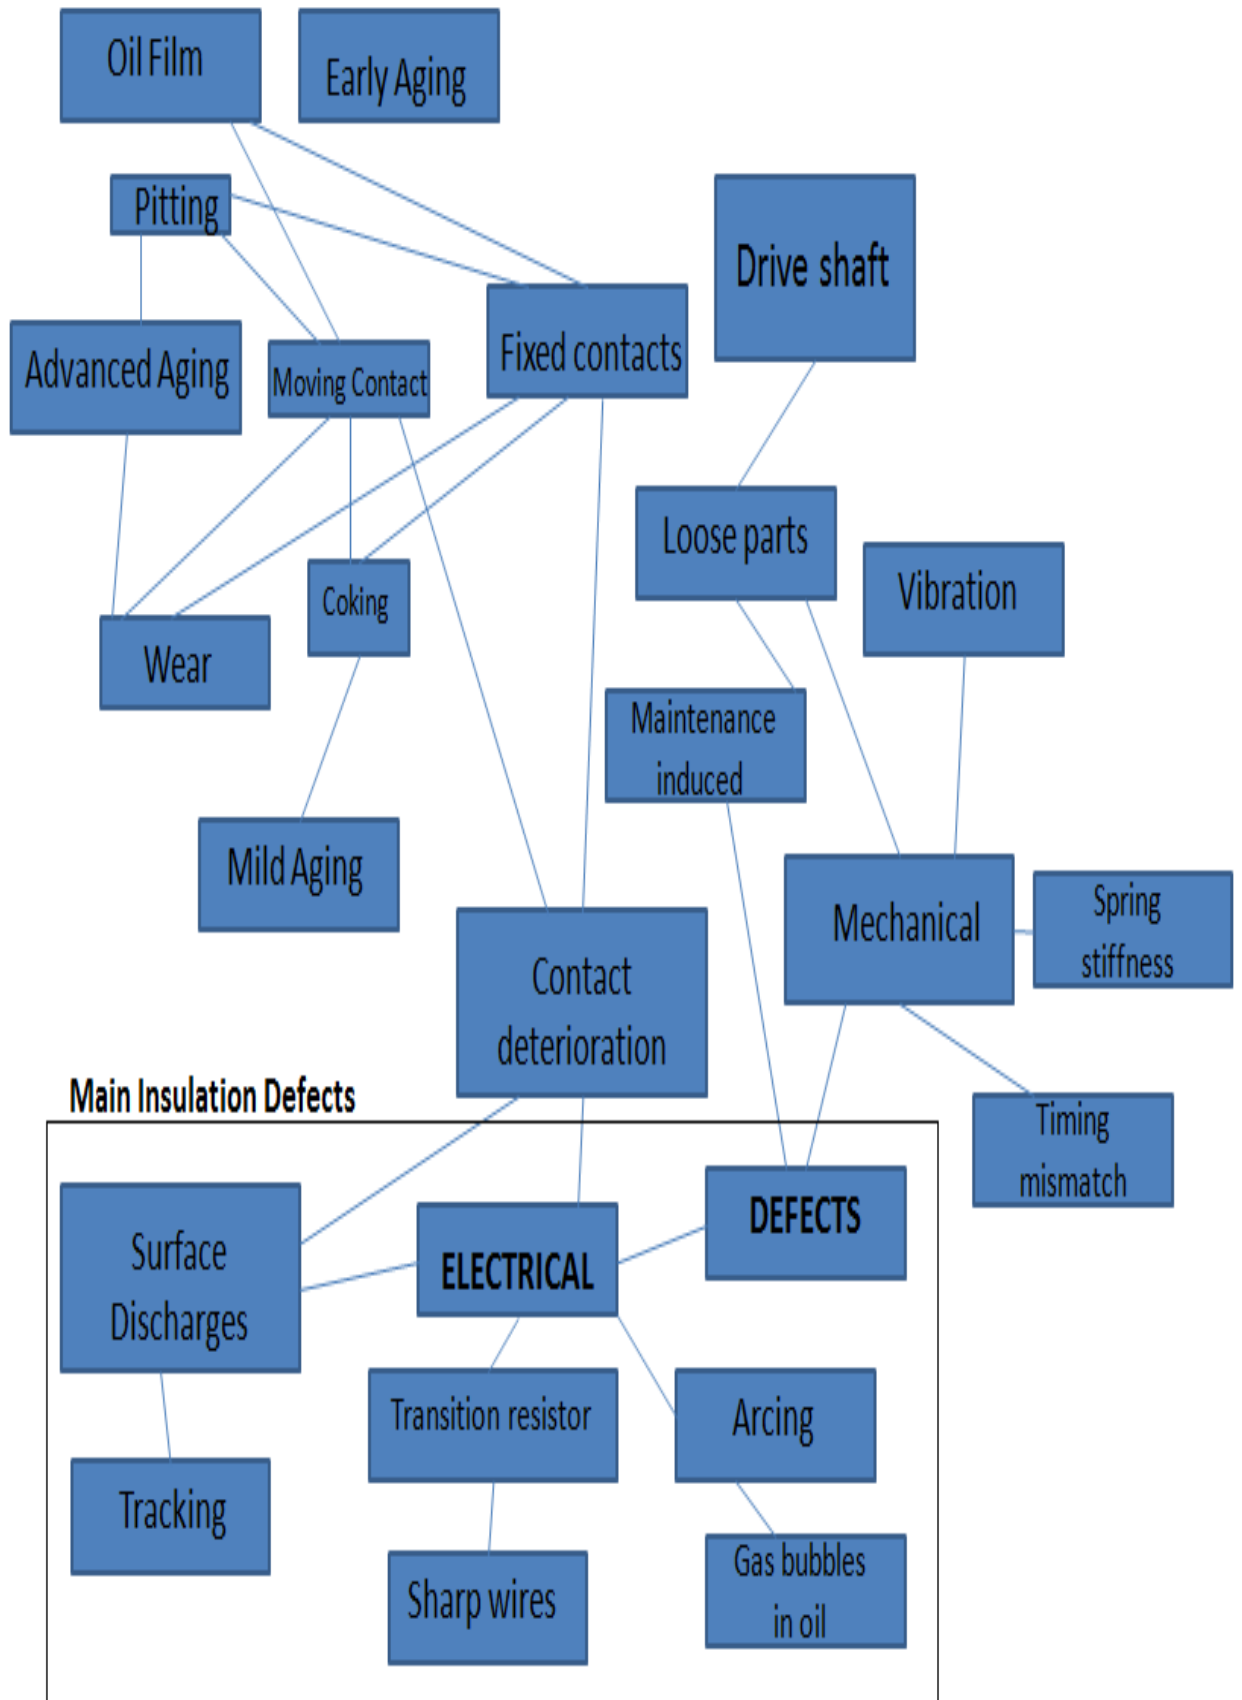 Oil Film
Early Aging
Pitting
Drive shaft
Fixed contacts
Advanced Aging
Moving Contact
Loose parts
Vibration
Coking
Wear
Maintenance
induced
Mild Aging
Mechanical
Spring
stiffness
Contact
deterioration
Main Insulation Defects
Timing
mismatch
DEFECTS
Surface
Discharges
ELECTRICAL
Transition resistor
Arcing
Tracking
Gas bubbles
in oil
Sharp wires